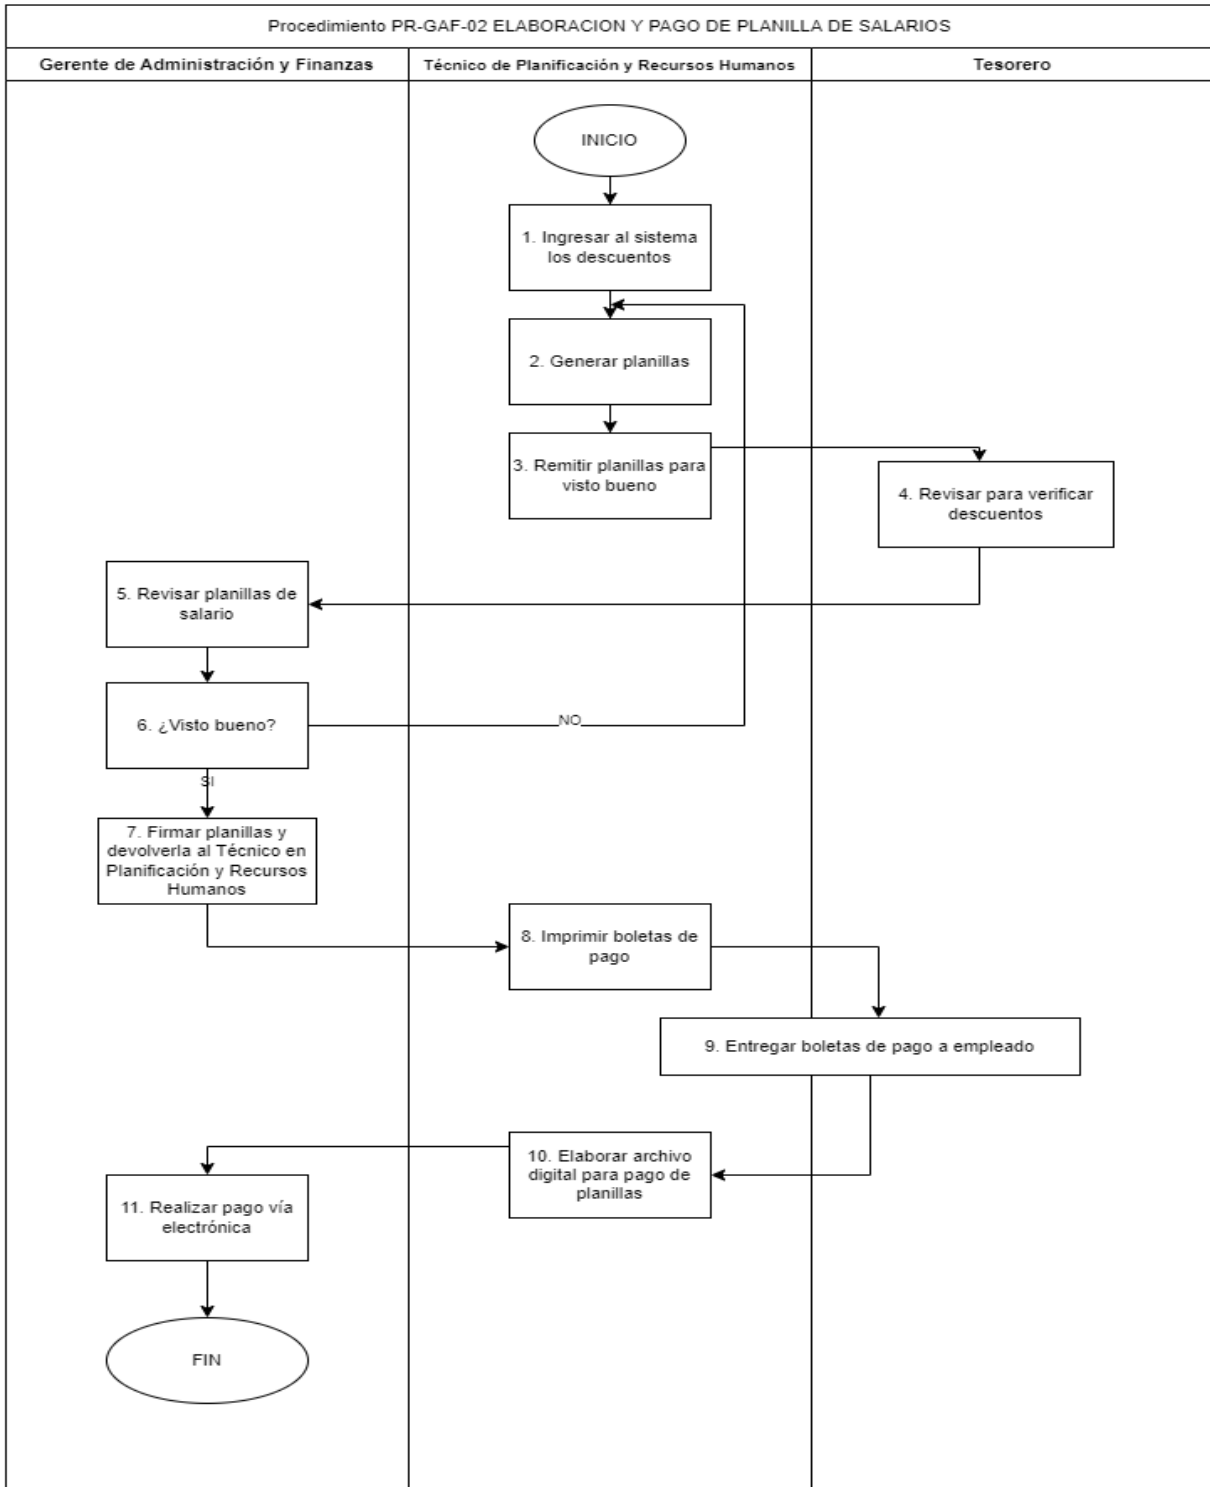 Procedimiento PR-GAF-02 ELABORACION Y PAGO DE PLANILLA DE SALARIOS
Gerente de Administración y Finanzas
Técnico de Planificación y Recursos Humanos
Tesorero
INICIO
1. Ingresar al sistema
los descuentos
2. Generar planillas
3. Remitir planillas para
visto bueno
4. Revisar para verificar
descuentos
5. Revisar planillas de
salario
6. ¿Visto bueno?
NO
SI
7. Firmar planillas y
devolverla al Técnico en
Planificación y Recursos
Humanos
8. Imprimir boletas de
pago
9. Entregar boletas de pago a empleado
10. Elaborar archivo
digital para pago de
planillas
11. Realizar pago vía
electrónica
FIN